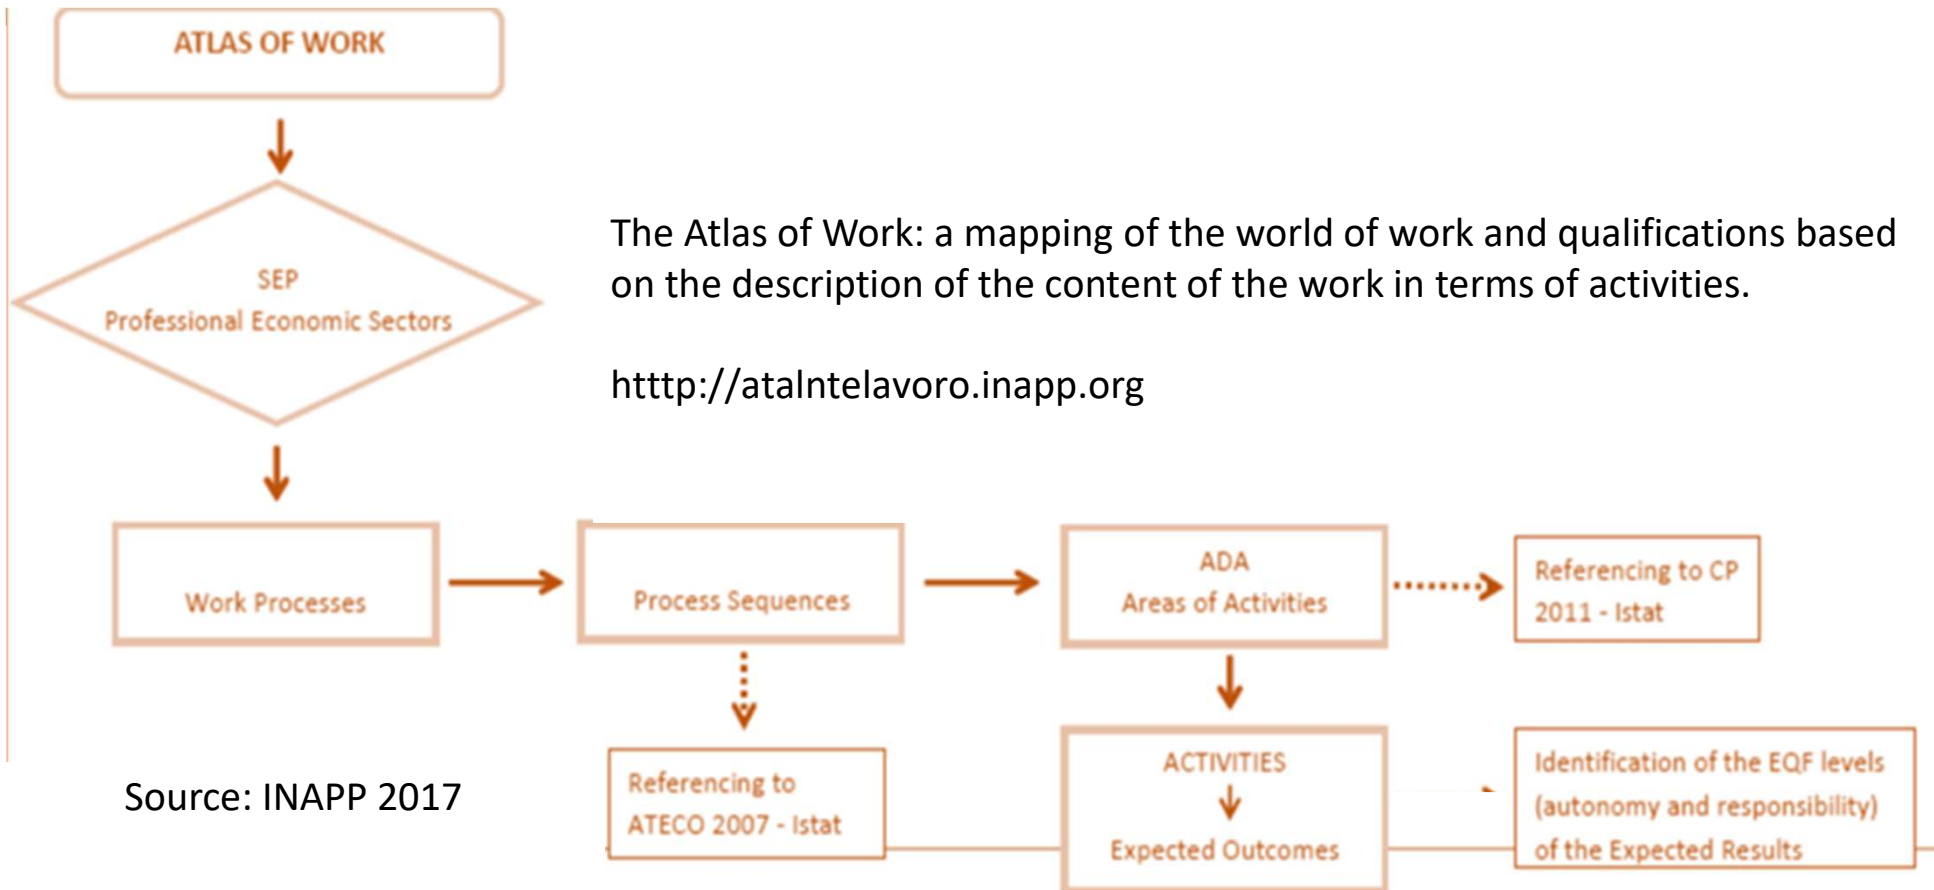 ATLAS OF WORK
SEP
Professional Economic Sectors
The Atlas of Work: a mapping of the world of work and qualifications based
on the description of the content of the work in terms of activities.
htttp://atalntelavoro.inapp.org
Work Processes
Process Sequences
ADA
Areas of Activities
Referencing to CP
2011 - Istat
Source: INAPP 2017
Referencing to
ATECO 2007 - Istat
ACTIVITIES
Expected Outcomes
Identification of the EQF levels
(autonomy and responsibility)
of the Expected Results